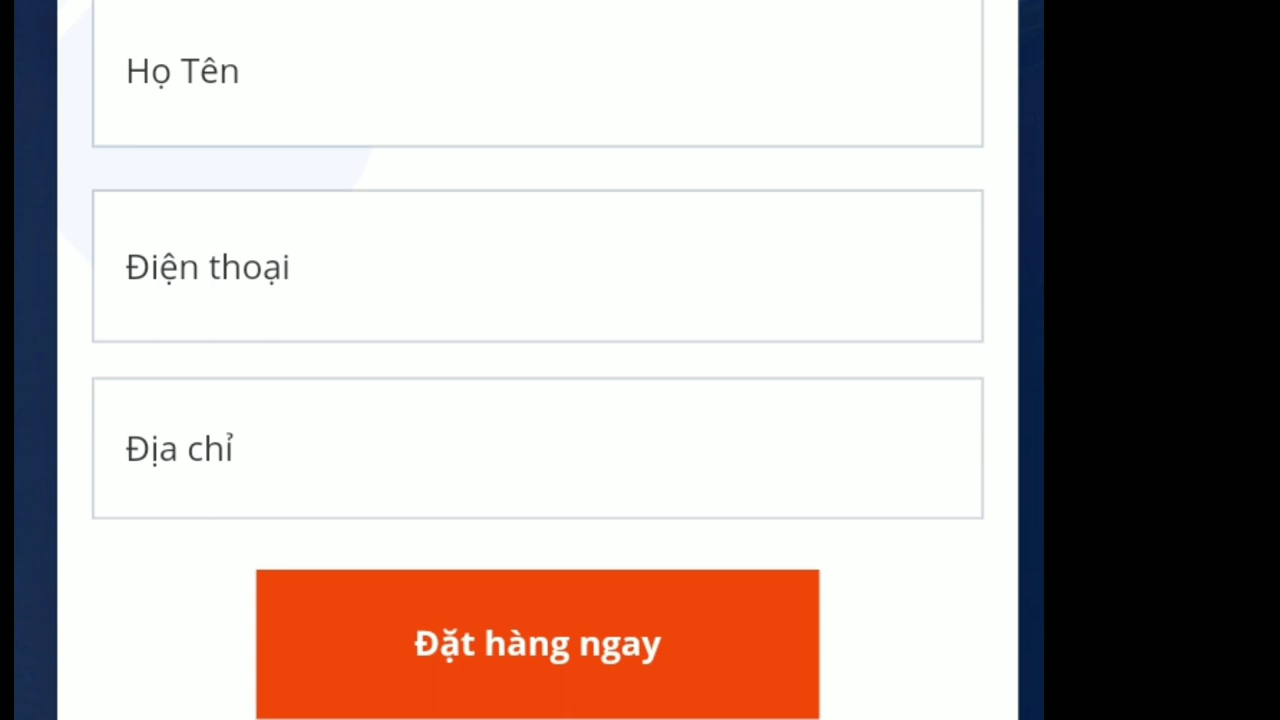 Họ Tên
Điện thoại
Địa chỉ
Đặt hàng ngay